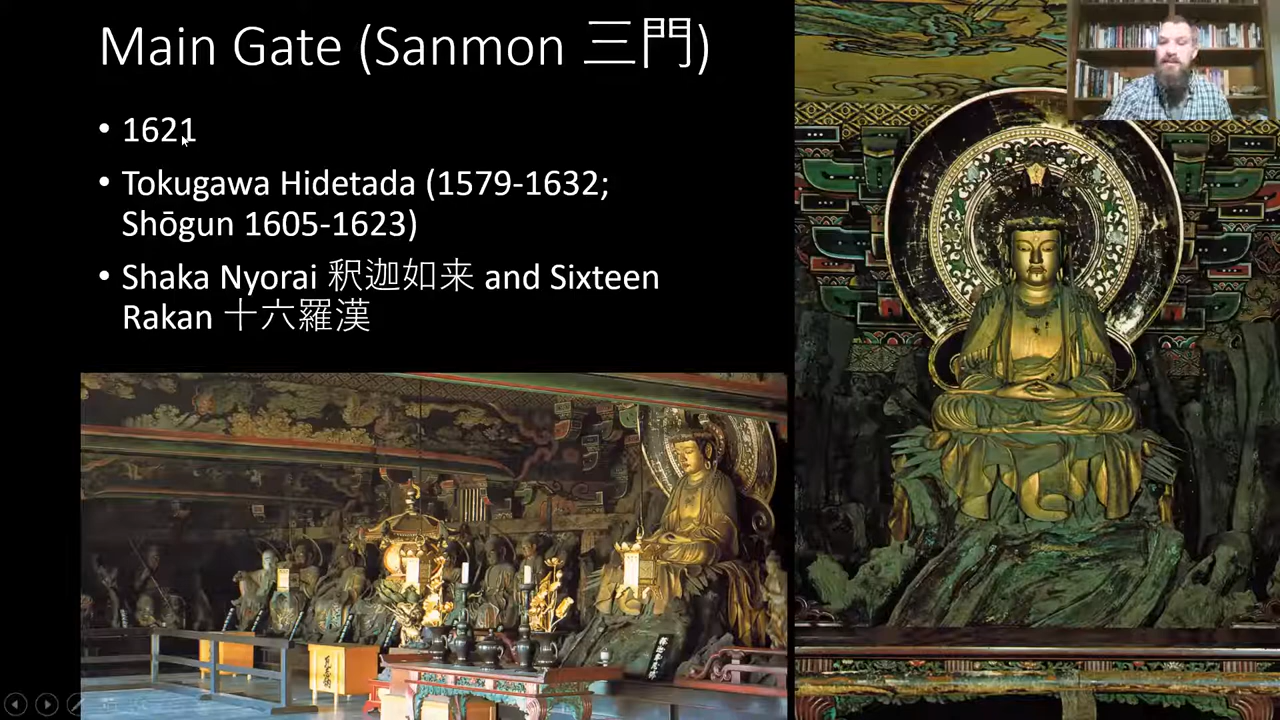 Main Gate (Sanmon 三門)
• 1621
• Tokugawa Hidetada (1579-1632;
Shōgun 1605-1623)
• Shaka Nyorai 釈迦如来 and Sixteen
Rakan 十六羅漢